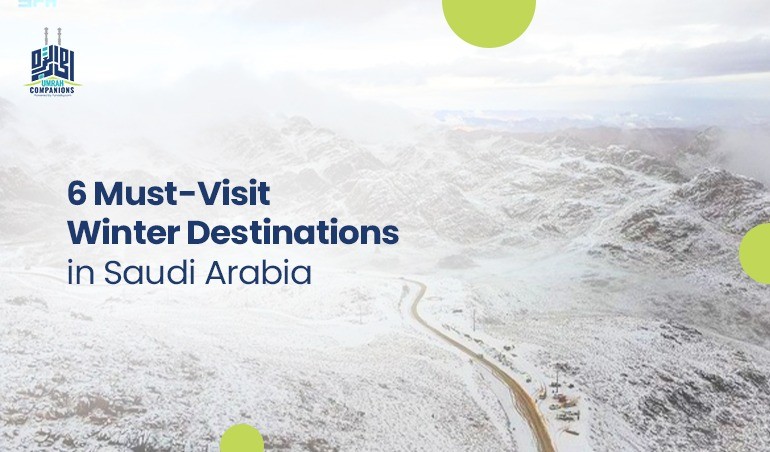 UMRAH
COMPANIONS
6 Must-Visit
Winter Destinations
in Saudi Arabia